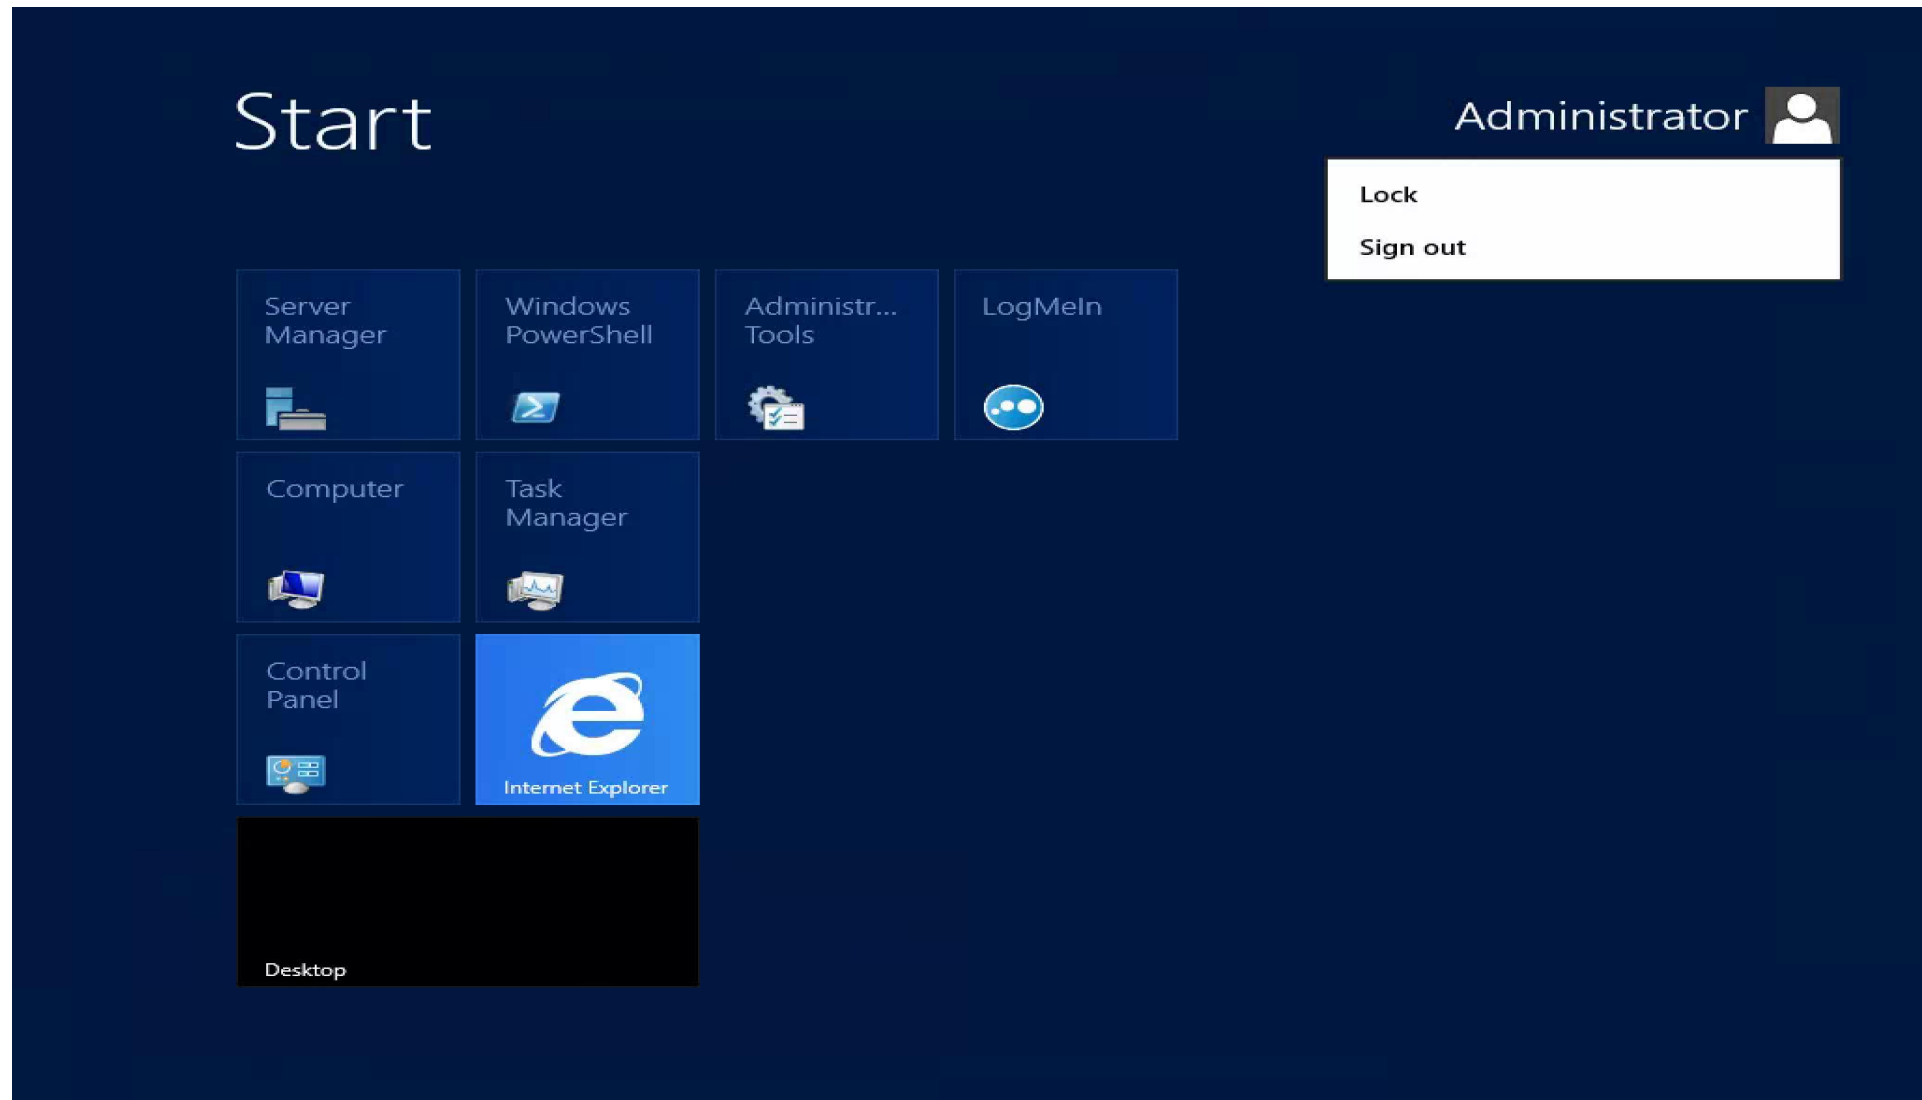 Start
Administrator
Lock
Sign out
Server
Manager
Windows
PowerShell
Administr...
Tools
LogMeIn
Computer
Task
Manager
Control
Panel
Internet Explorer
Desktop